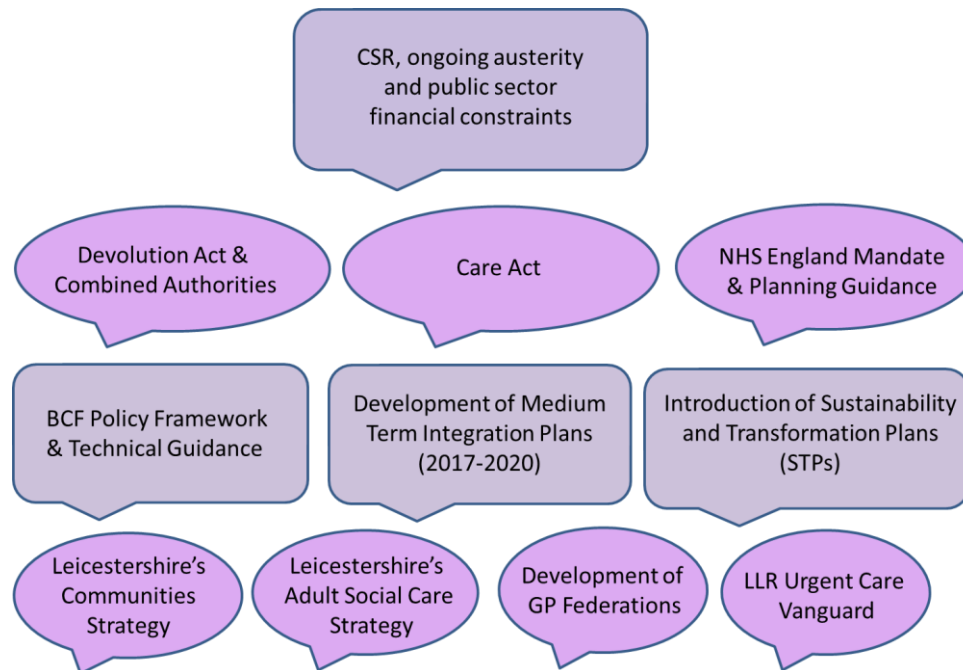 CSR, ongoing austerity
and public sector
financial constraints
Devolution Act &
Combined Authorities
Care Act
NHS England Mandate
& Planning Guidance
BCF Policy Framework
& Technical Guidance
Development of Medium
Term Integration Plans
(2017-2020)
Introduction of Sustainability
and Transformation Plans
(STPs)
Leicestershire’s
Communities
Strategy
Leicestershire’s
Adult Social Care
Strategy
Development of
GP Federations
LLR Urgent Care
Vanguard